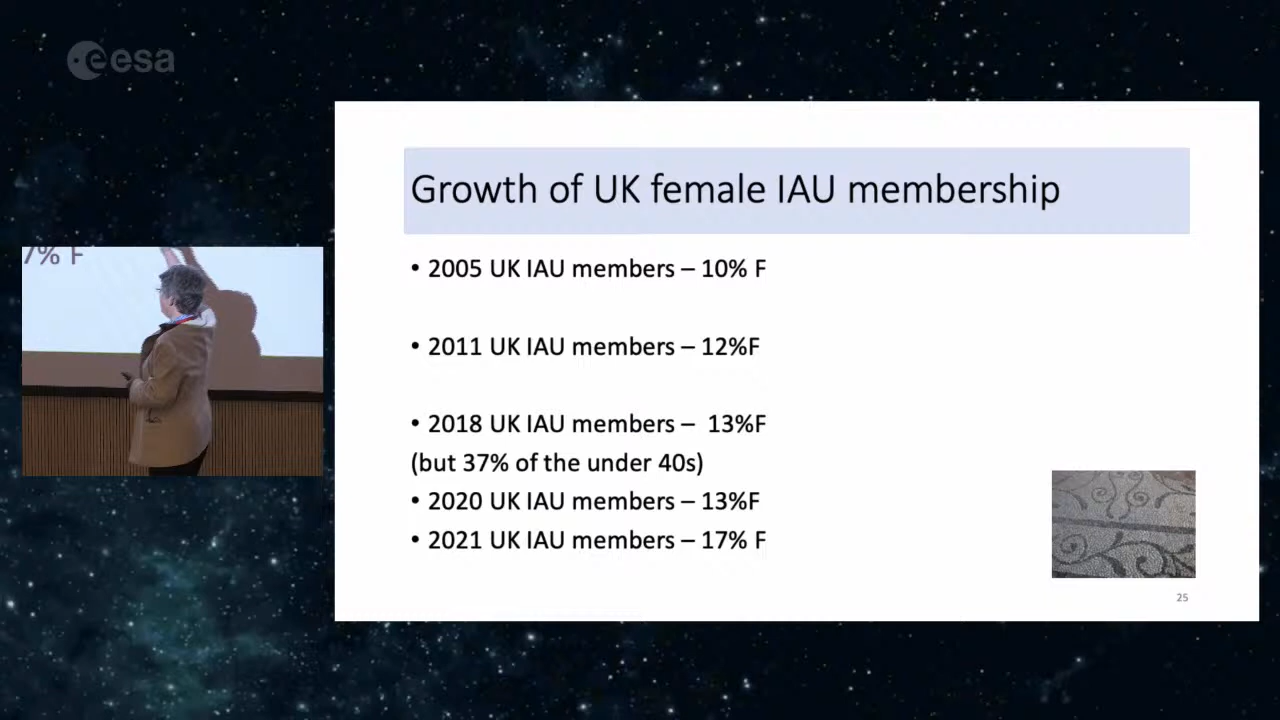 esa
Growth of UK female IAU membership
• 2005 UK IAU members – 10% F
• 2011 UK IAU members – 12%F
7% F
• 2018 UK IAU members – 13%F
(but 37% of the under 40s)
• 2020 UK IAU members – 13%F
• 2021 UK IAU members – 17% F
25